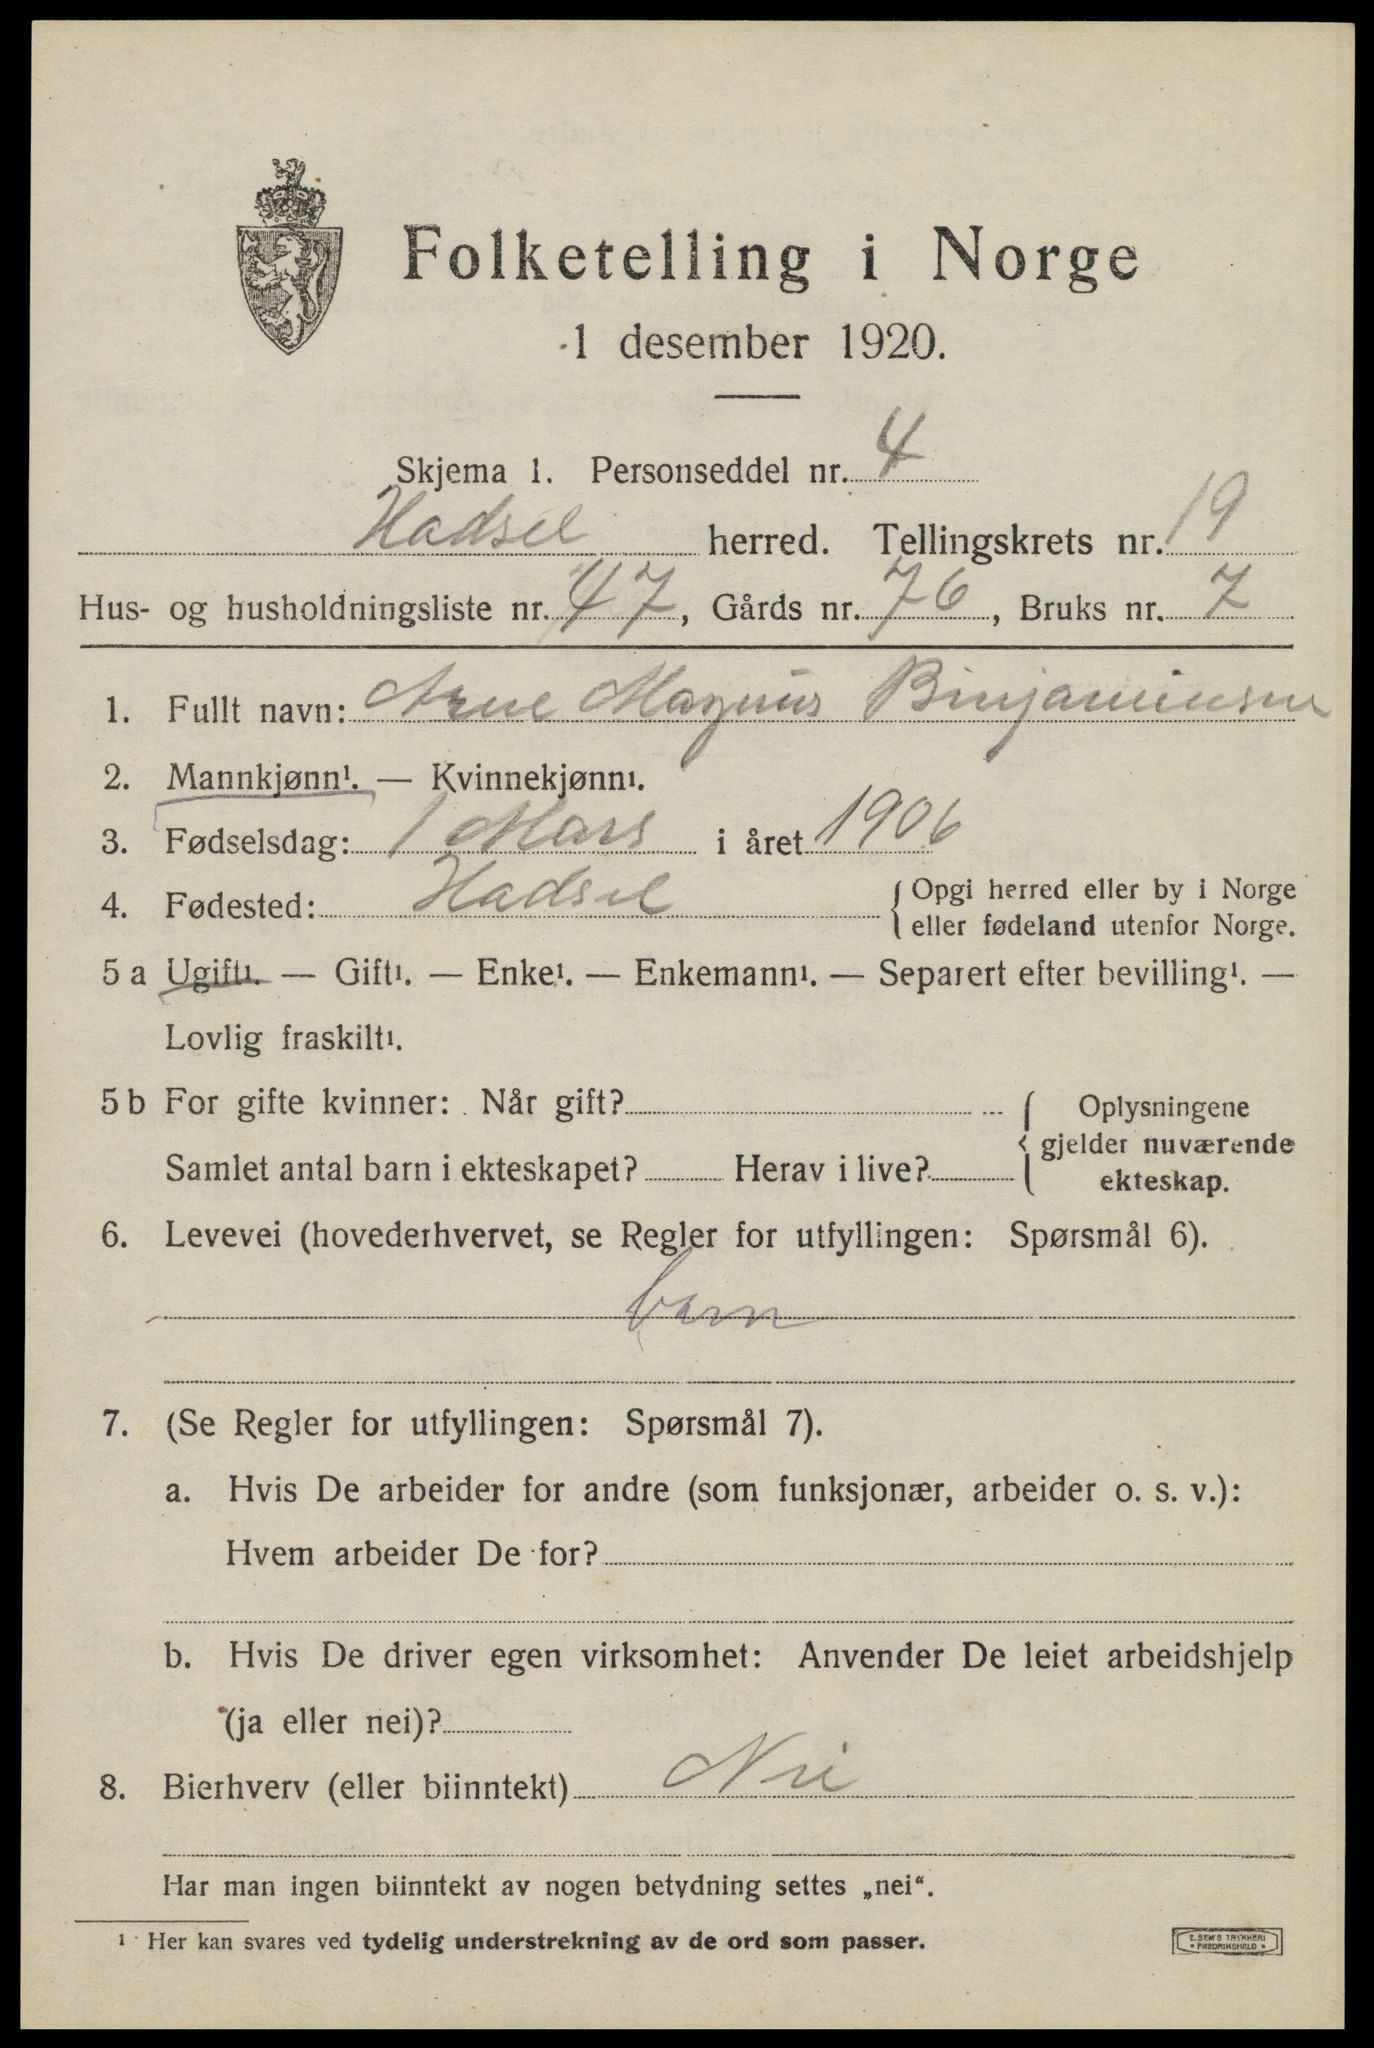 Folketelling i Norge
1 desember 1920.
Skjema 1. Personseddel nr. 4
Hadsel herred. Tellingskrets nr. 19
Hus- og husholdningsliste nr. 47, Gårds nr. 76, Bruks nr. 7
1. Fullt navn: Arne Magnus Binjaminsen
2. Mannkjønn¹. — Kvinnekjønn¹.
3. Fødselsdag: 1 Mars i året 1906
4. Fødested: Hadsel { Opgi herred eller by i Norge
eller fødeland utenfor Norge.
5 a Ugift¹. — Gift¹. — Enke¹. — Enkemann¹. — Separert efter bevilling¹. —
Lovlig fraskilt¹.
5 b For gifte kvinner: Når gift? ... { Oplysningene
gjelder nuværende
Samlet antal barn i ekteskapet? Herav i live?
ekteskap.
6. Levevei (hovederhvervet, se Regler for utfyllingen: Spørsmål 6).
barn
7. (Se Regler for utfyllingen: Spørsmål 7).
a. Hvis De arbeider for andre (som funksjonær, arbeider o. s. v.):
Hvem arbeider De for?
b. Hvis De driver egen virksomhet: Anvender De leiet arbeidshjelp
(ja eller nei)?
8. Bierhverv (eller biinntekt) Nei
Har man ingen biinntekt av nogen betydning settes „nei“.
¹ Her kan svares ved tydelig understrekning av de ord som passer.
E. SEM'S TRYKKERI
• FREDRIKSHALD •